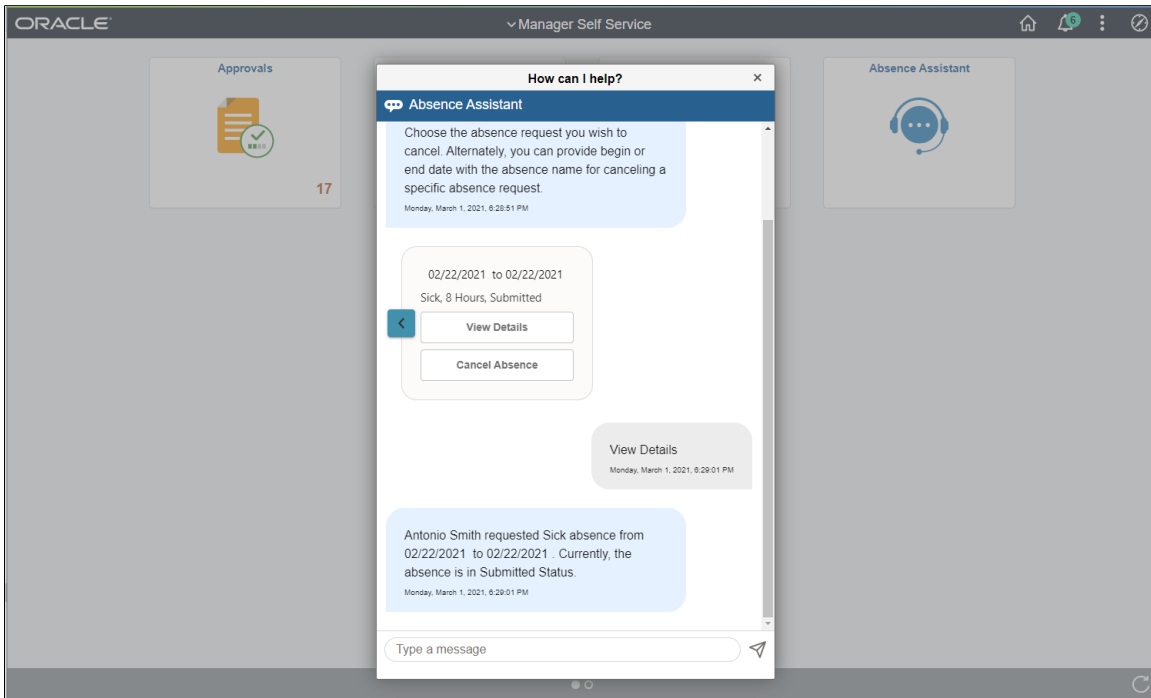 ORACLE
Manager Self Service
6
Approvals
17
Absence Assistant
How can I help?
×
Absence Assistant
Choose the absence request you wish to
cancel. Alternately, you can provide begin or
end date with the absence name for canceling a
specific absence request.
Monday, March 1, 2021, 6:28:51 PM
02/22/2021 to 02/22/2021
Sick, 8 Hours, Submitted
View Details
Cancel Absence
View Details
Monday, March 1, 2021, 6:29:01 PM
Antonio Smith requested Sick absence from
02/22/2021 to 02/22/2021 . Currently, the
absence is in Submitted Status.
Monday, March 1, 2021, 6:29:01 PM
Type a message